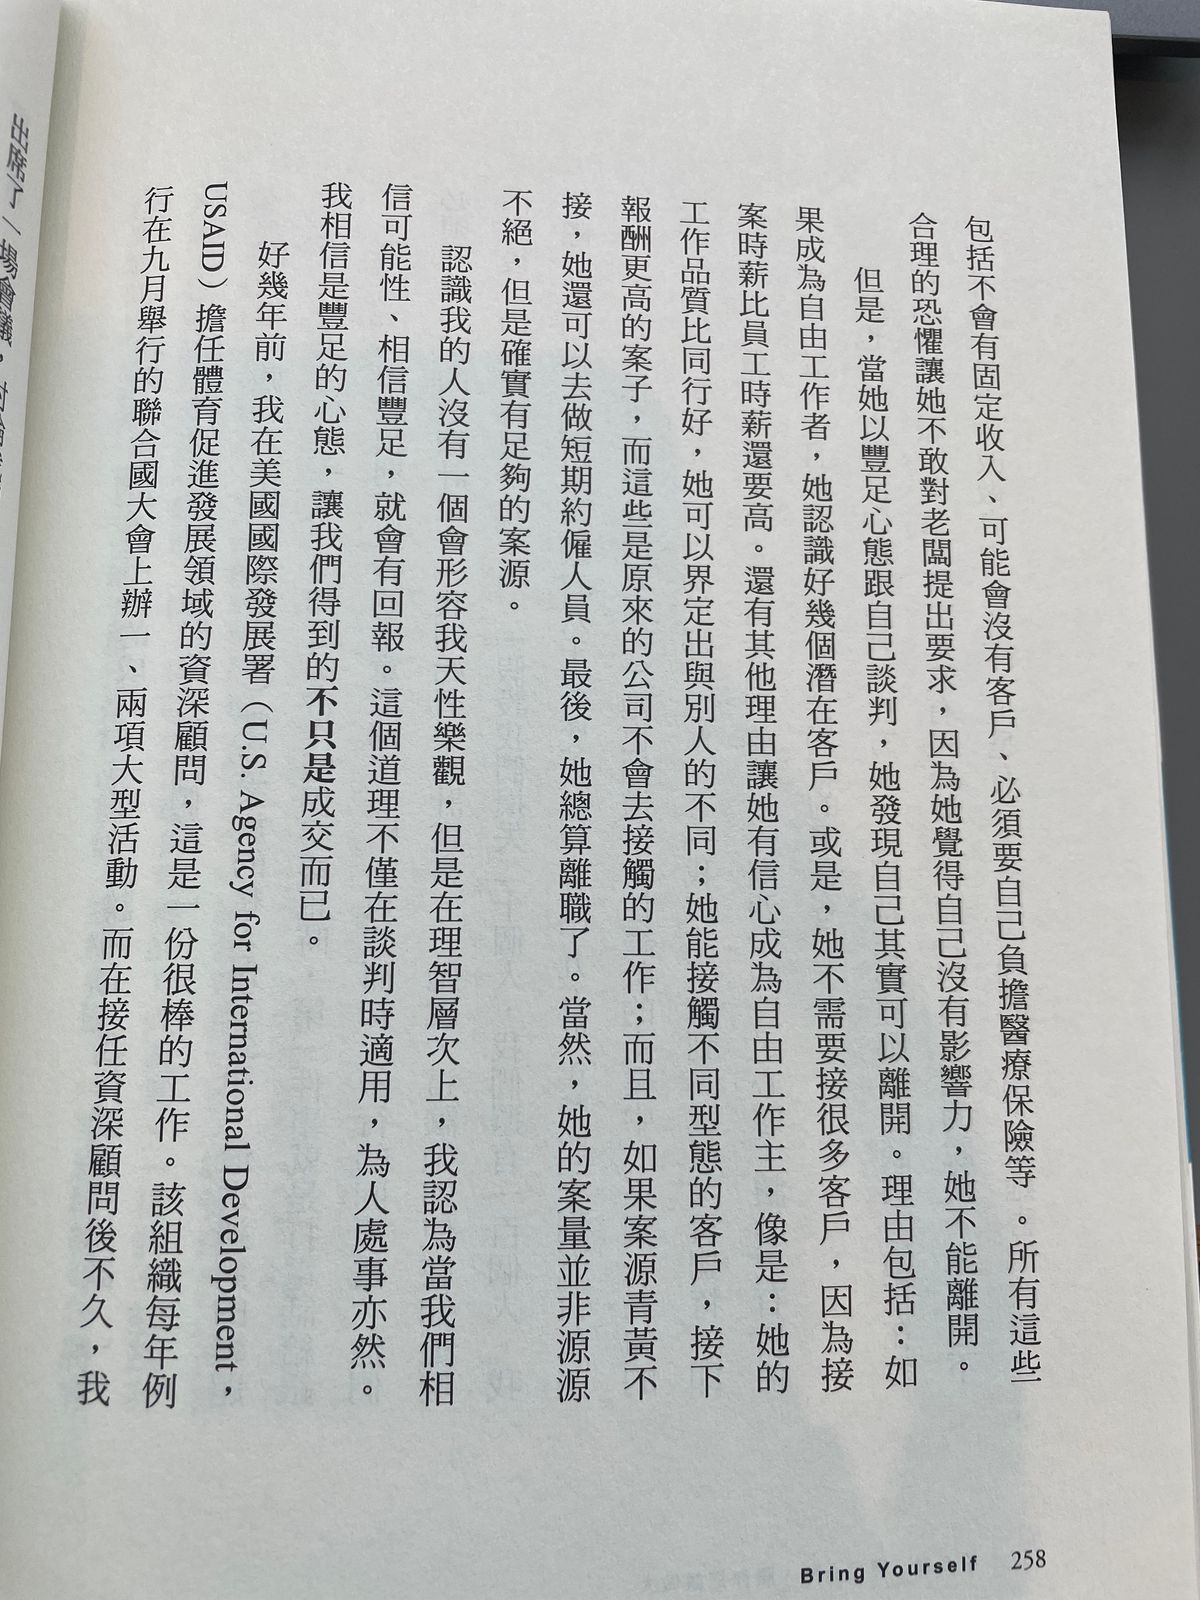 包括不會有固定收入、可能會沒有客戶、必須要自己負擔醫療保險等。所有這些
合理的恐懼讓她不敢對老闆提出要求，因為她覺得自己沒有影響力，她不能離開。
但是，當她以豐足心態跟自己談判，她發現自己其實可以離開。理由包括：如
果成為自由工作者，她認識好幾個潛在客戶。或是，她不需要接很多客戶，因為接
案時薪比員工時薪還要高。還有其他理由讓她有信心成為自由工作主，像是：她的
工作品質比同行好，她可以界定出與別人的不同；她能接觸不同型態的客戶，接下
報酬更高的案子，而這些是原來的公司不會去接觸的工作；而且，如果案源青黃不
接，她還可以去做短期約僱人員。最後，她總算離職了。當然，她的案量並非源源
不絕，但是確實有足夠的案源。
認識我的人沒有一個會形容我天性樂觀，但是在理智層次上，我認為當我們相
信可能性、相信豐足，就會有回報。這個道理不僅在談判時適用，為人處事亦然。
我相信是豐足的心態，讓我們得到的不只是成交而已。
好幾年前，我在美國國際發展署（U.S. Agency for International Development，
USAID）擔任體育促進發展領域的資深顧問，這是一份很棒的工作。該組織每年例
行在九月舉行的聯合國大會上辦一、兩項大型活動。而在接任資深顧問後不久，我
出席了一場會議，討論
Bring Yourself 258